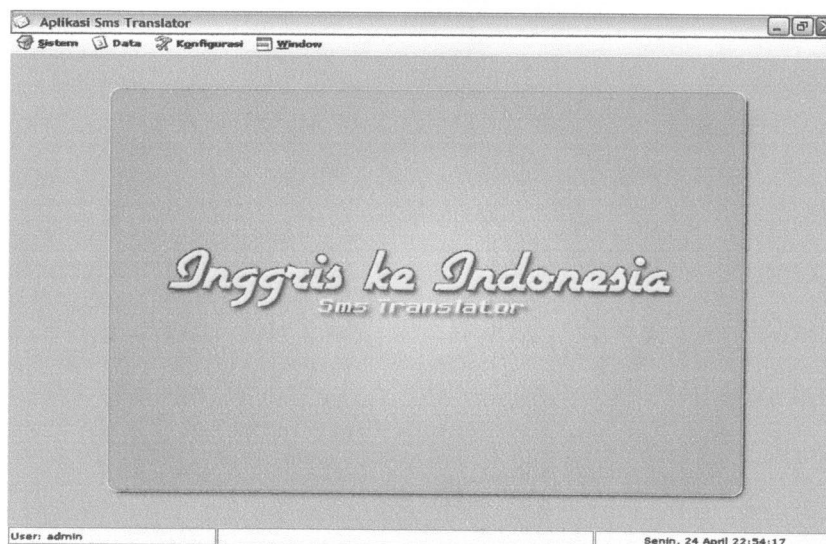 Aplikasi Sms Translator
Sistem Data Konfigurasi Window
Inggris ke Indonesia
Sms Translator
User: admin
Senin, 24 April 22:54:17